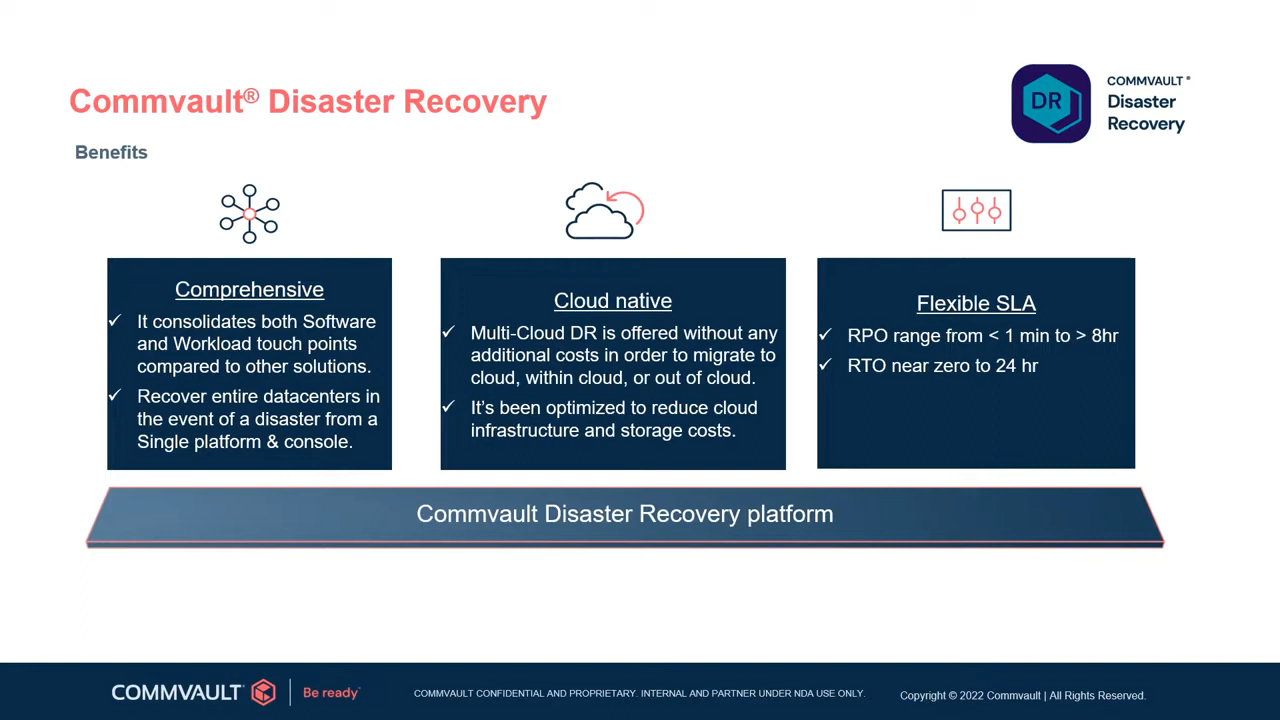 Commvault® Disaster Recovery
DR
COMMVAULT®
Disaster
Recovery
Benefits
Comprehensive
✓ It consolidates both Software
and Workload touch points
compared to other solutions.
✓ Recover entire datacenters in
the event of a disaster from a
Single platform & console.
Cloud native
✓ Multi-Cloud DR is offered without any
additional costs in order to migrate to
cloud, within cloud, or out of cloud.
✓ It’s been optimized to reduce cloud
infrastructure and storage costs.
Flexible SLA
✓ RPO range from < 1 min to > 8hr
✓ RTO near zero to 24 hr
Commvault Disaster Recovery platform
COMMVAULT
Be ready
COMMVAULT CONFIDENTIAL AND PROPRIETARY. INTERNAL AND PARTNER UNDER NDA USE ONLY.
Copyright © 2022 Commvault | All Rights Reserved.